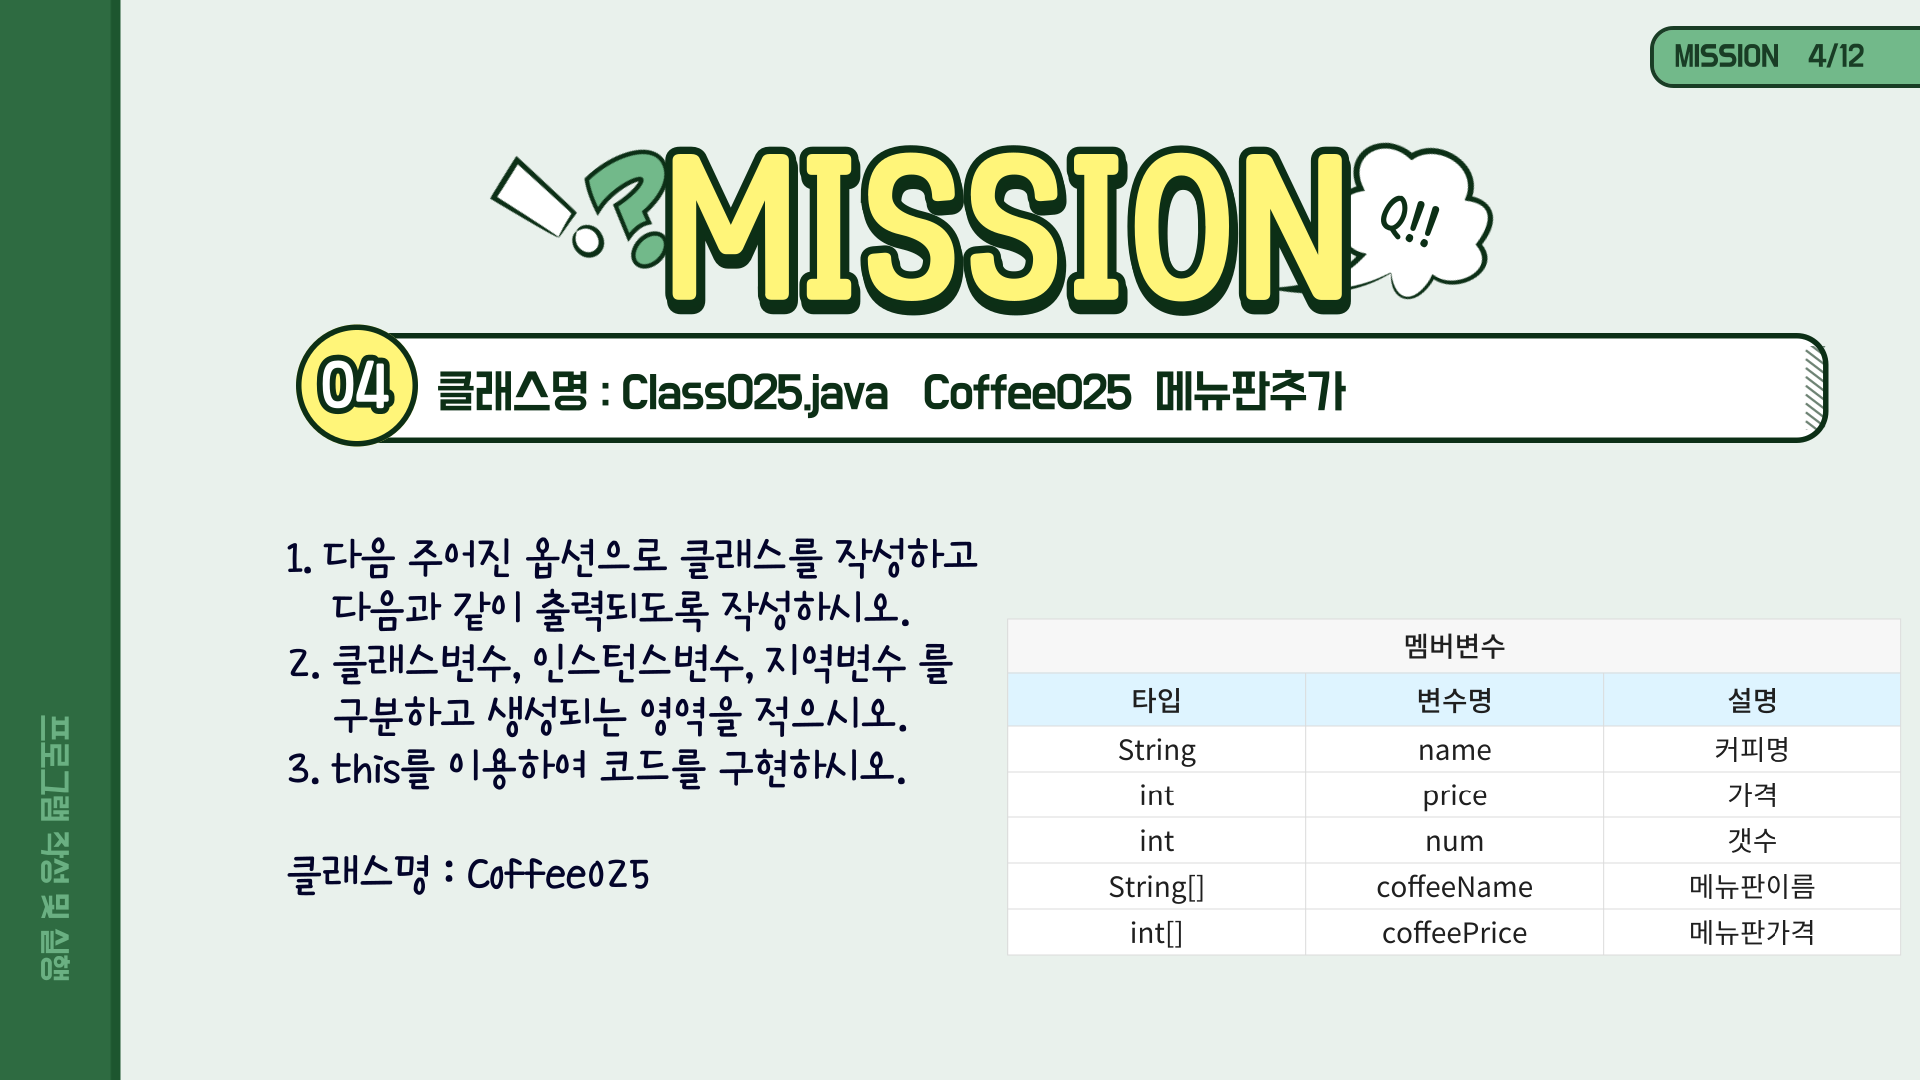 MISSION 4/12
MISSION
Q!!
04 클래스명 : Class025.java Coffee025 메뉴판추가
1. 다음 주어진 옵션으로 클래스를 작성하고
다음과 같이 출력되도록 작성하시오.
2. 클래스변수, 인스턴스변수, 지역변수 를
구분하고 생성되는 영역을 적으시오.
3. this를 이용하여 코드를 구현하시오.
클래스명 : Coffee025
멤버변수
타입 변수명 설명
String name 커피명
int price 가격
int num 갯수
String[] coffeeName 메뉴판이름
int[] coffeePrice 메뉴판가격
프로그램 작성 및 실행